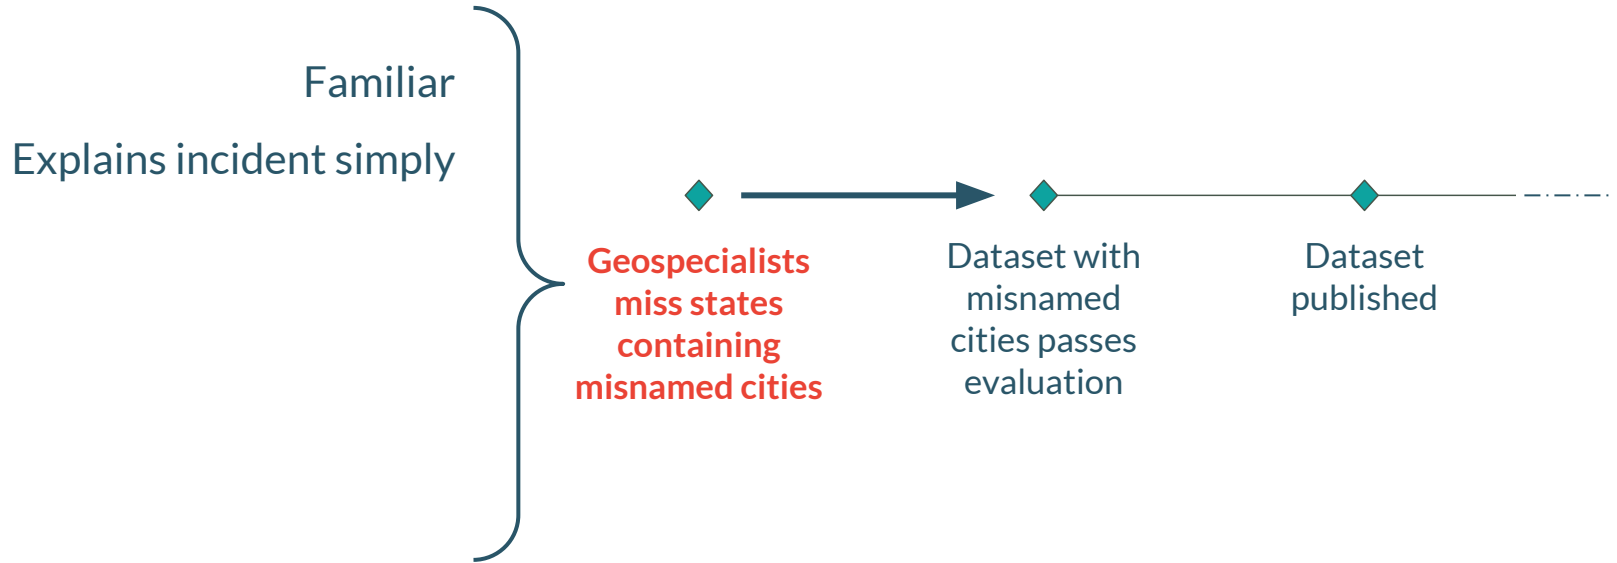 Familiar
Explains incident simply
Geospecialists
miss states
containing
misnamed cities
Dataset with
misnamed
cities passes
evaluation
Dataset
published